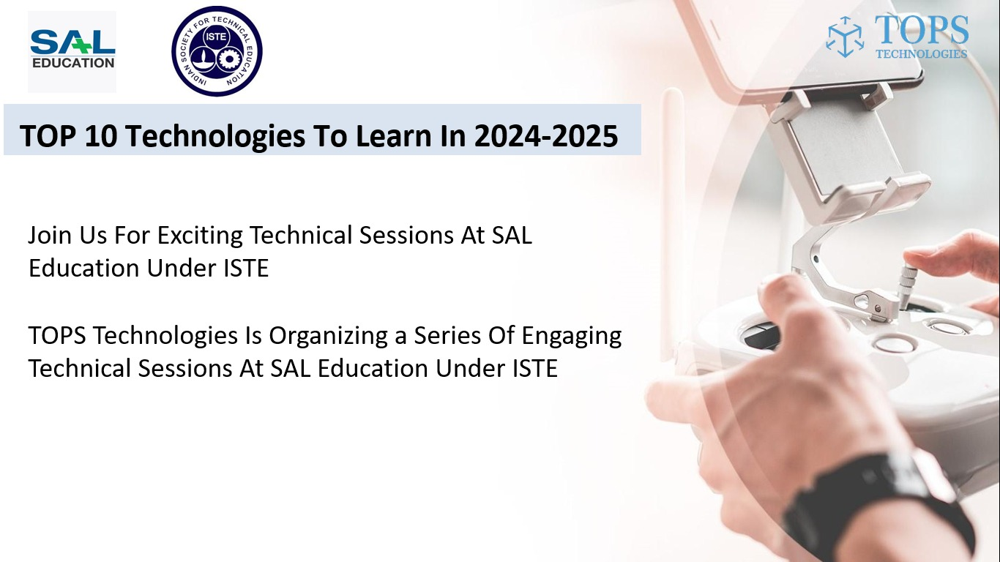 SAL
EDUCATION
INDIAN SOCIETY FOR TECHNICAL EDUCATION
ISTE
TOPS
TECHNOLOGIES
TOP 10 Technologies To Learn In 2024-2025
Join Us For Exciting Technical Sessions At SAL
Education Under ISTE
TOPS Technologies Is Organizing a Series Of Engaging
Technical Sessions At SAL Education Under ISTE